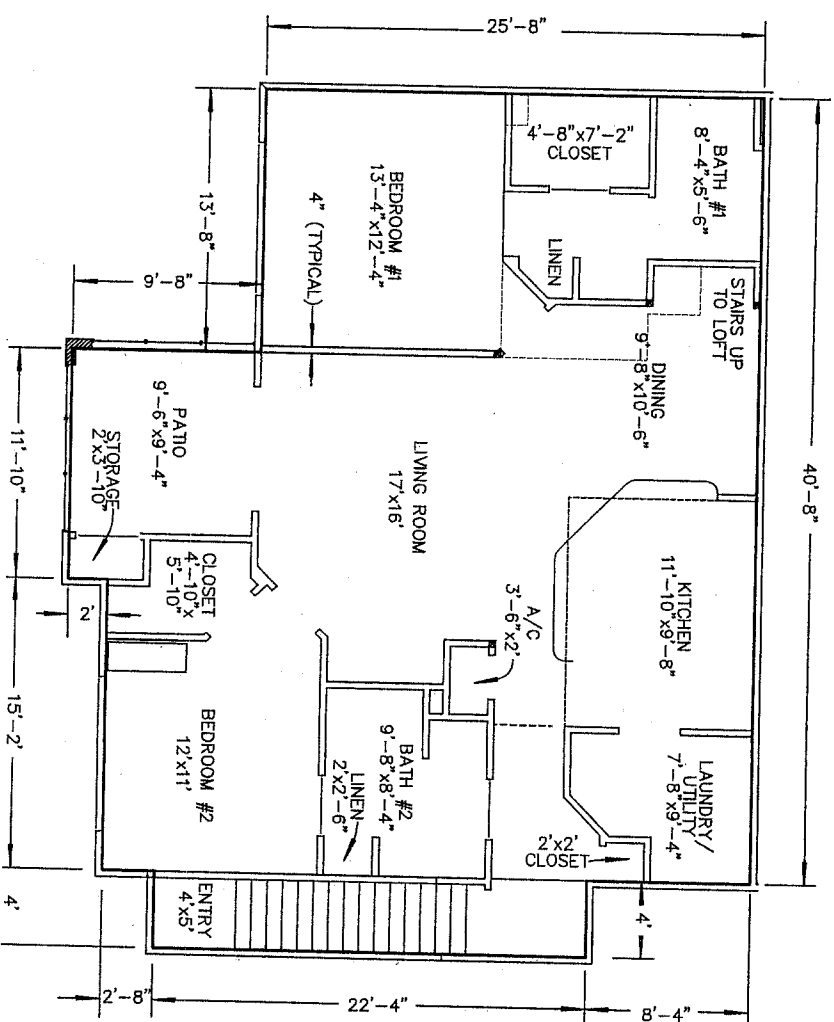 25'-8"
4'-8"x7'-2"
CLOSET
BATH #1
8'-4"x5'-6"
BEDROOM #1
13'-4"x12'-4"
13'-8"
4" (TYPICAL)
LINEN
9'-8"
STAIRS UP
TO LOFT
DINING
9'-8"x10'-6"
PATIO
9'-6"x9'-4"
STORAGE
2'x3'-10"
11'-10"
LIVING ROOM
17'x16'
40'-8"
CLOSET
4'-10"x
5'-10"
KITCHEN
11'-10"x9'-8"
A/C
3'-6"x2'
2'
15'-2'
BEDROOM #2
12'x11'
BATH #2
9'-8"x8'-4"
LINEN
2'x2'-6"
LAUNDRY/
UTILITY
7'-8"x9'-4"
2'x2'
CLOSET
ENTRY
4'x5'
4'
4'
2'-8"
22'-4"
8'-4"